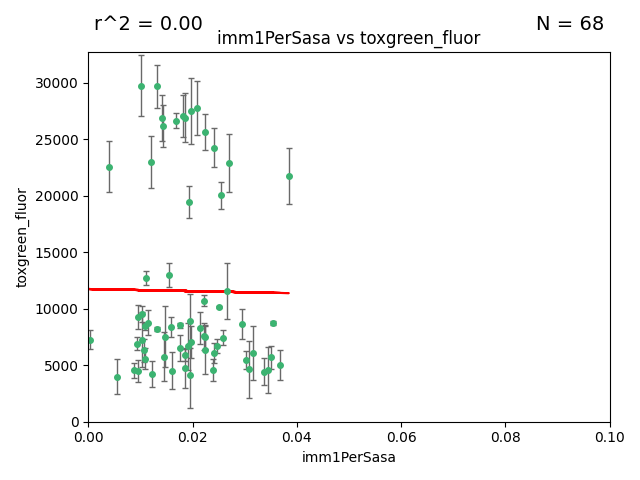 r^2 = 0.00
N = 68
imm1PerSasa vs toxgreen_fluor
toxgreen_fluor
30000
25000
20000
15000
10000
5000
0
0.00 0.02 0.04 0.06 0.08 0.10
imm1PerSasa